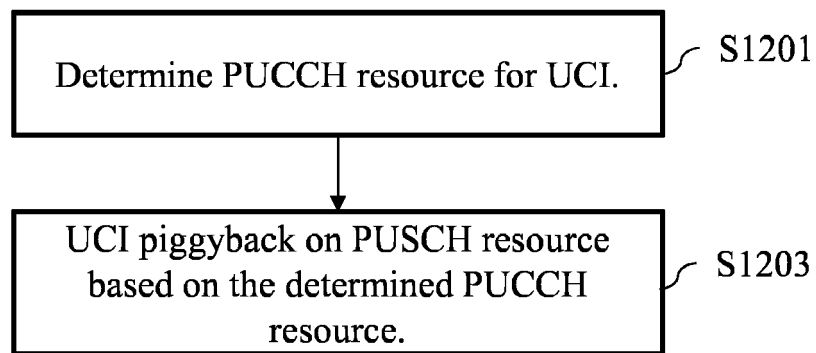 Determine PUCCH resource for UCI.
S1201
UCI piggyback on PUSCH resource
based on the determined PUCCH
resource.
S1203